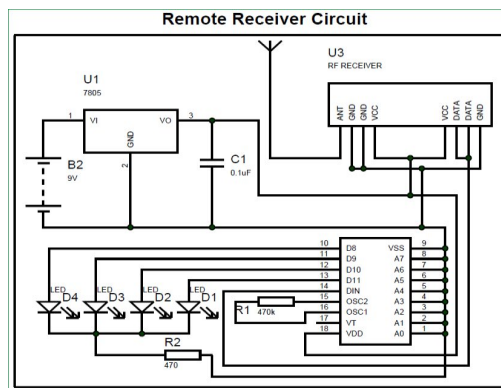 Remote Receiver Circuit
U3
RF RECEIVER
ANT
GND
GND
VCC
VCC
DATA
DATA
GND
U1
7805
1
VI
VO
3
GND
2
B2
9V
C1
0.1uF
10
D8
VSS
9
11
D9
A7
8
12
D10
A6
7
13
D11
A5
6
14
DIN
A4
5
15
OSC2
A3
4
16
OSC1
A2
3
17
VT
A1
2
18
VDD
A0
1
LED
D4
LED
D3
LED
D2
LED
D1
R1
470k
R2
470